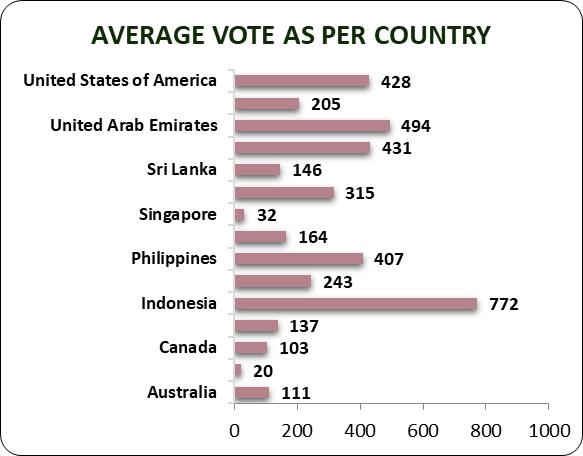 AVERAGE VOTE AS PER COUNTRY
United States of America 428
205
United Arab Emirates 494
431
Sri Lanka 146
315
Singapore 32
164
Philippines 407
243
Indonesia 772
137
Canada 103
20
Australia 111
0 200 400 600 800 1000